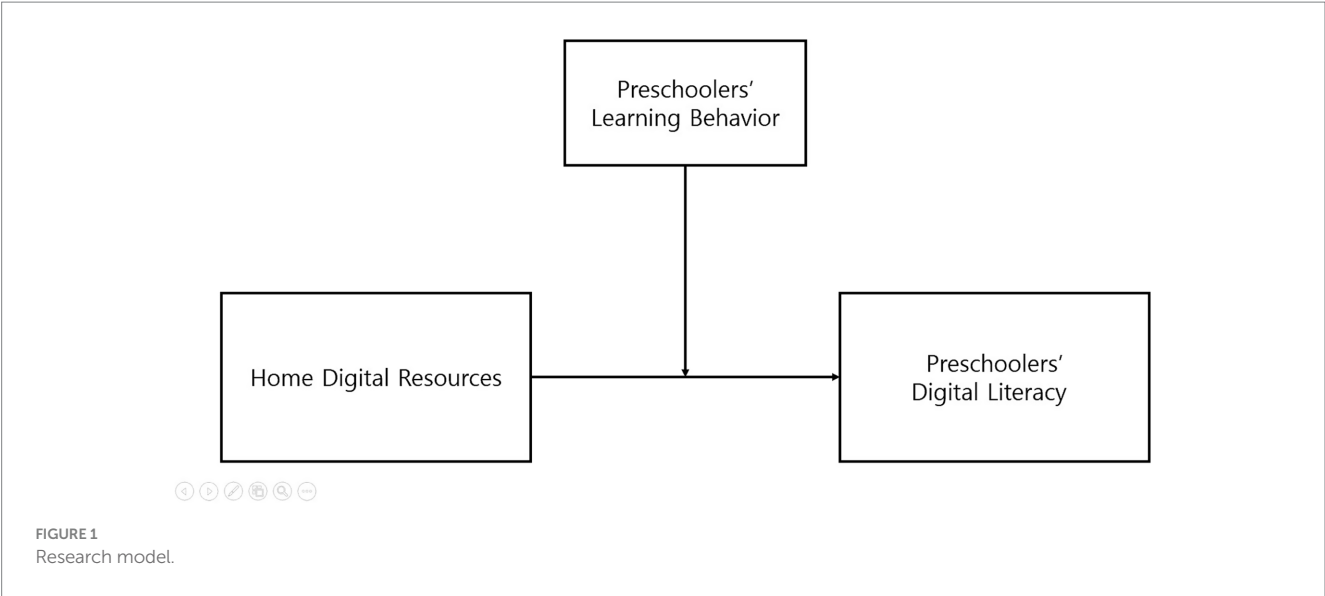 Preschoolers'
Learning Behavior
Home Digital Resources
Preschoolers'
Digital Literacy
FIGURE 1
Research model.